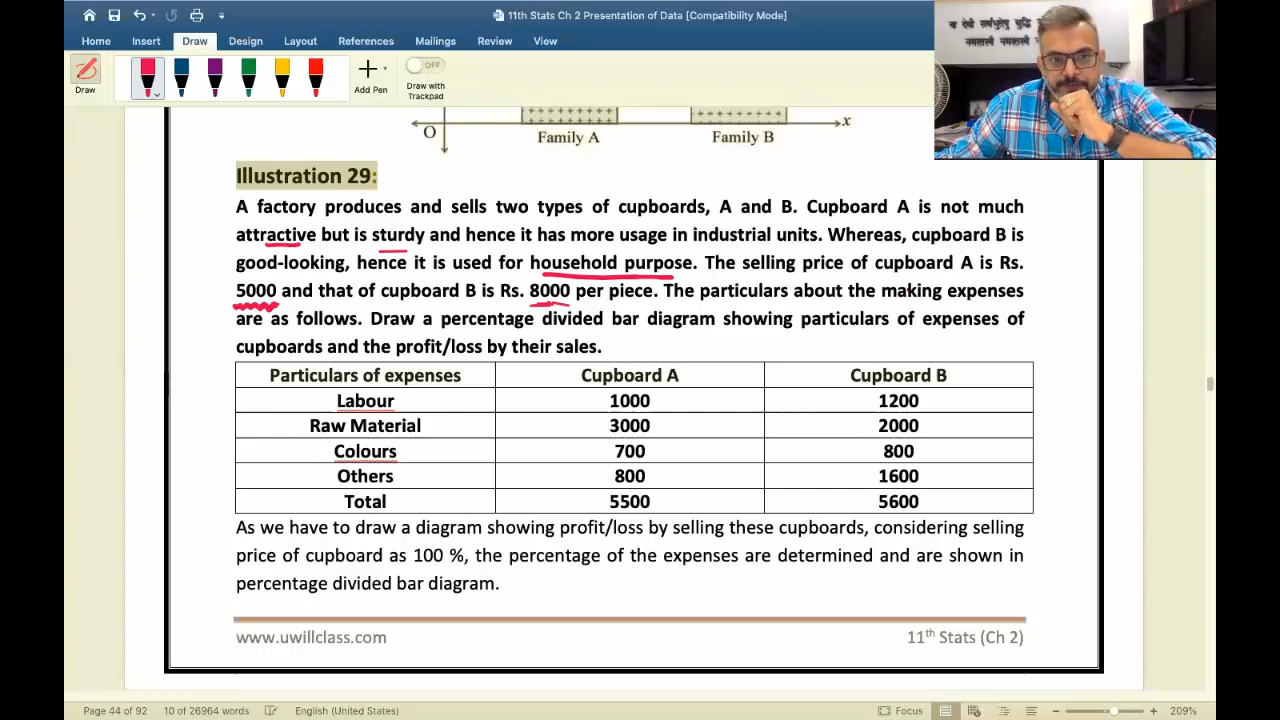 11th Stats Ch 2 Presentation of Data [Compatibility Mode]
Home Insert Draw Design Layout References Mailings Review View
Draw
Add Pen
OFF
Draw with
Trackpad
O
Family A
Family B
x
Illustration 29:
A factory produces and sells two types of cupboards, A and B. Cupboard A is not much
attractive but is sturdy and hence it has more usage in industrial units. Whereas, cupboard B is
good-looking, hence it is used for household purpose. The selling price of cupboard A is Rs.
5000 and that of cupboard B is Rs. 8000 per piece. The particulars about the making expenses
are as follows. Draw a percentage divided bar diagram showing particulars of expenses of
cupboards and the profit/loss by their sales.
Particulars of expenses Cupboard A Cupboard B
Labour 1000 1200
Raw Material 3000 2000
Colours 700 800
Others 800 1600
Total 5500 5600
As we have to draw a diagram showing profit/loss by selling these cupboards, considering selling
price of cupboard as 100 %, the percentage of the expenses are determined and are shown in
percentage divided bar diagram.
www.uwillclass.com 11th Stats (Ch 2)
Page 44 of 92 10 of 26964 words English (United States) Focus 209%